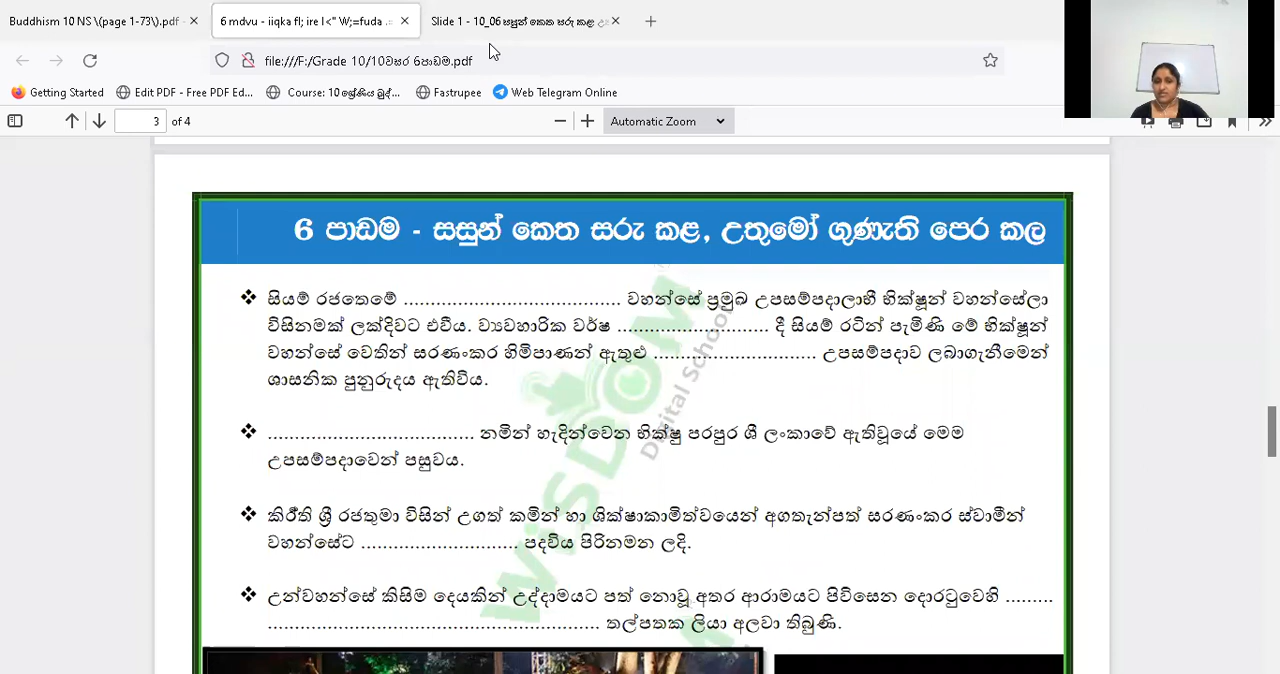 Buddhism 10 NS \(page 1-73\).pdf
6 mdvu - iiqka fl; ire l<" W;=fuda
Slide 1 - 10_06 සසුන් කෙත සරු කළ
file:///F:/Grade 10/10වසර 6පාඩම.pdf
Getting Started
Edit PDF - Free PDF Ed...
Course: 10 ශ්‍රේණිය බුද්...
Fastrupee
Web Telegram Online
3 of 4
Automatic Zoom
6 පාඩම - සසුන් කෙත සරු කළ, උතුමෝ ගුණැති පෙර කල
❖ සියම් රජතෙමේ ........................................ වහන්සේ ප්‍රමුඛ උපසම්පදාලාභී භික්ෂූන් වහන්සේලා
විසිනමක් ලක්දිවට එවීය. ව්‍යවහාරික වර්ෂ ............................ දී සියම් රටින් පැමිණි මේ භික්ෂූන්
වහන්සේ වෙතින් සරණංකර හිමිපාණන් ඇතුළු .............................. උපසම්පදාව ලබාගැනීමෙන්
ශාසනික පුනුරුදය ඇතිවිය.
❖ ...................................... නමින් හැදින්වෙන භික්ෂු පරපුර ශී ලංකාවේ ඇතිවූයේ මෙම
උපසම්පදාවෙන් පසුවය.
❖ කිර්ති ශ්‍රී රජතුමා විසින් උගත් කමින් හා ශික්ෂාකාමීත්වයෙන් අගතැන්පත් සරණංකර ස්වාමීන්
වහන්සේට ............................. පදවිය පිරිනමන ලදි.
❖ උන්වහන්සේ කිසිම දෙයකින් උද්දාමයට පත් නොවූ අතර ආරාමයට පිවිසෙන දොරටුවෙහි .........
............................................................. තල්පතක ලියා අලවා තිබුණි.
WiSDOM
Digital School